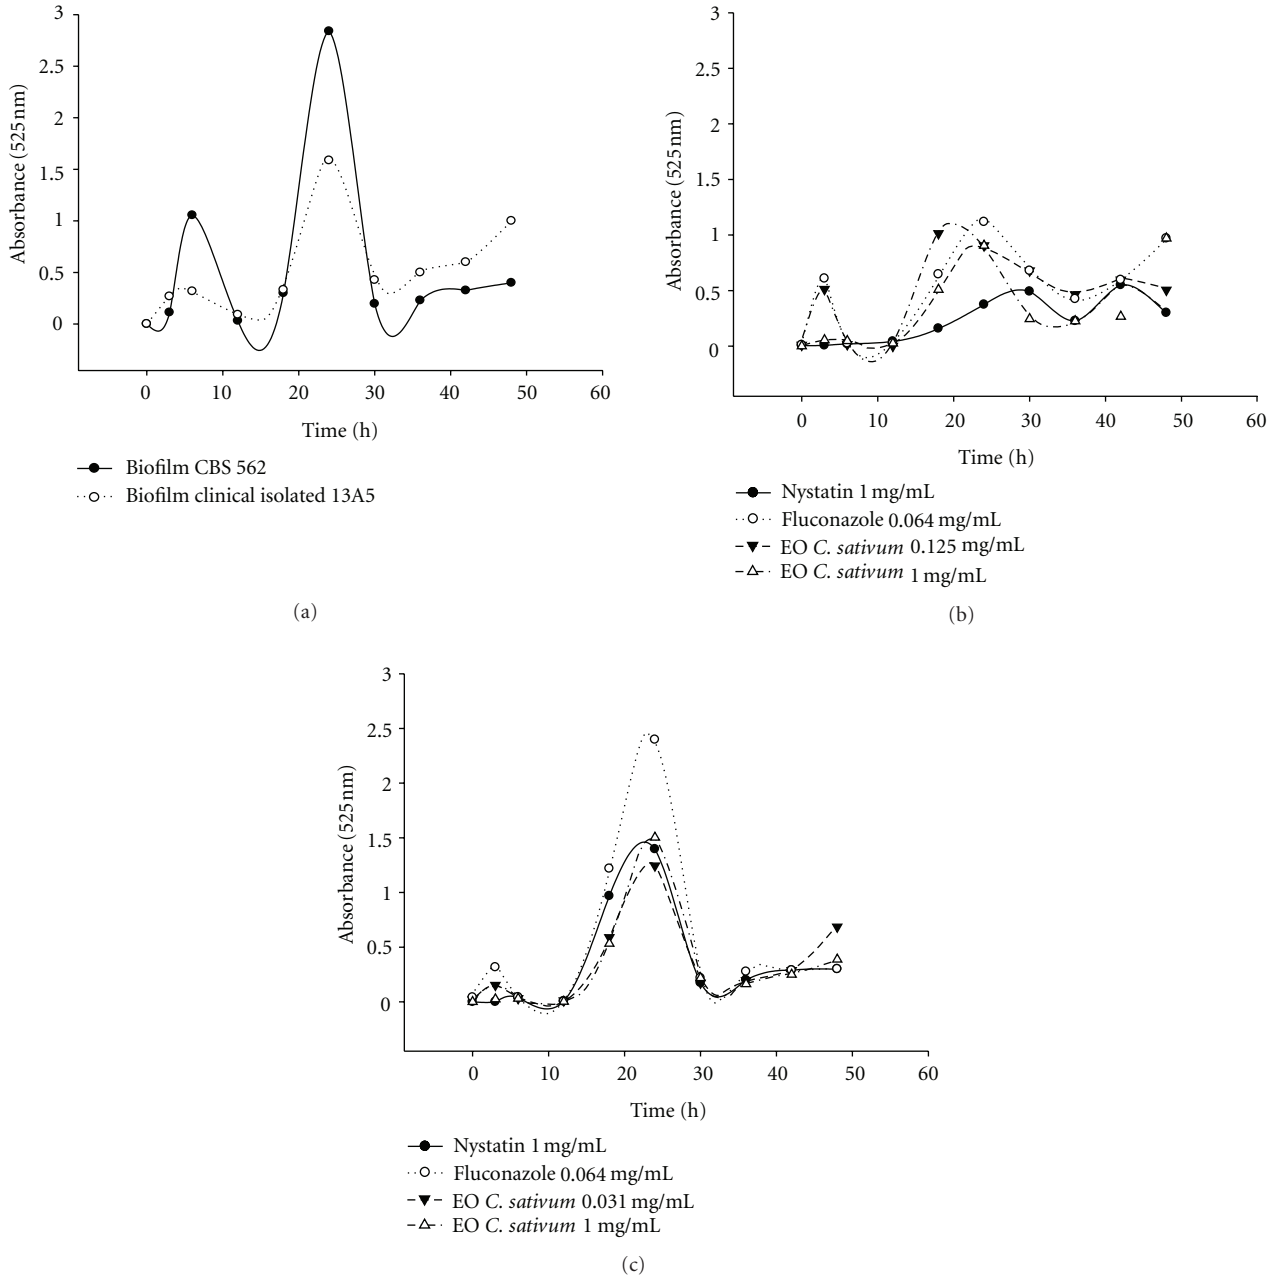 3
2.5
2
1.5
1
0.5
0
Absorbance (525 nm)
0 10 20 30 40 50 60
Time (h)
Biofilm CBS 562
Biofilm clinical isolated 13A5
(a)
3
2.5
2
1.5
1
0.5
0
Absorbance (525 nm)
0 10 20 30 40 50 60
Time (h)
Nystatin 1 mg/mL
Fluconazole 0.064 mg/mL
EO C. sativum 0.125 mg/mL
EO C. sativum 1 mg/mL
(b)
3
2.5
2
1.5
1
0.5
0
Absorbance (525 nm)
0 10 20 30 40 50 60
Time (h)
Nystatin 1 mg/mL
Fluconazole 0.064 mg/mL
EO C. sativum 0.031 mg/mL
EO C. sativum 1 mg/mL
(c)